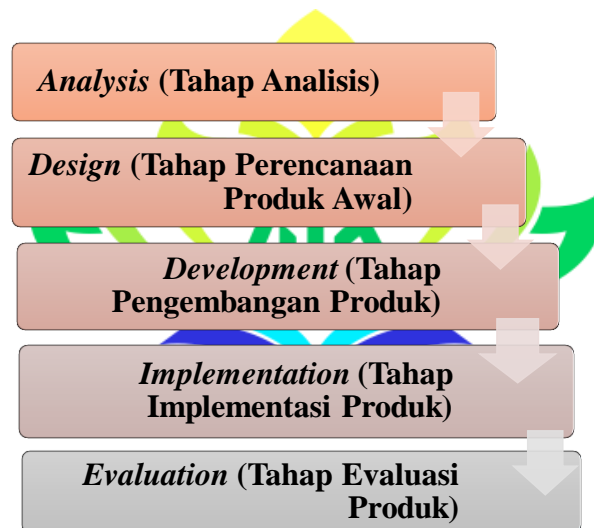 Analysis (Tahap Analisis)
Design (Tahap Perencanaan
Produk Awal)
Development (Tahap
Pengembangan Produk)
Implementation (Tahap
Implementasi Produk)
Evaluation (Tahap Evaluasi
Produk)